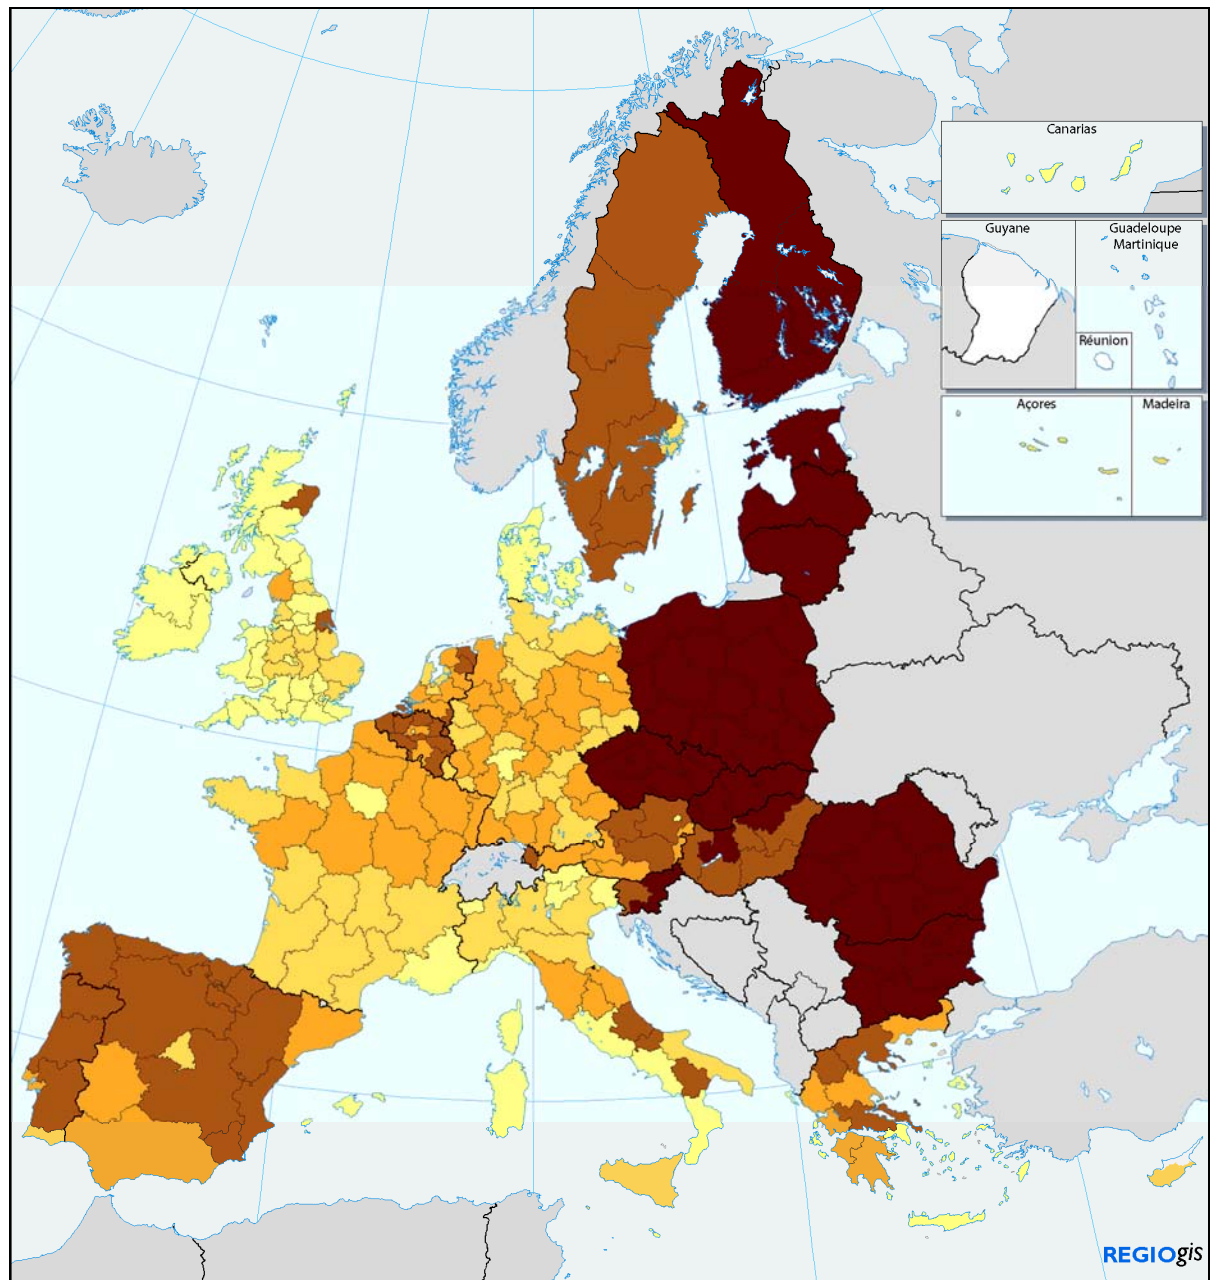 Canarias
Guyane
Guadeloupe
Martinique
Réunion
Açores
Madeira
REGIOgis